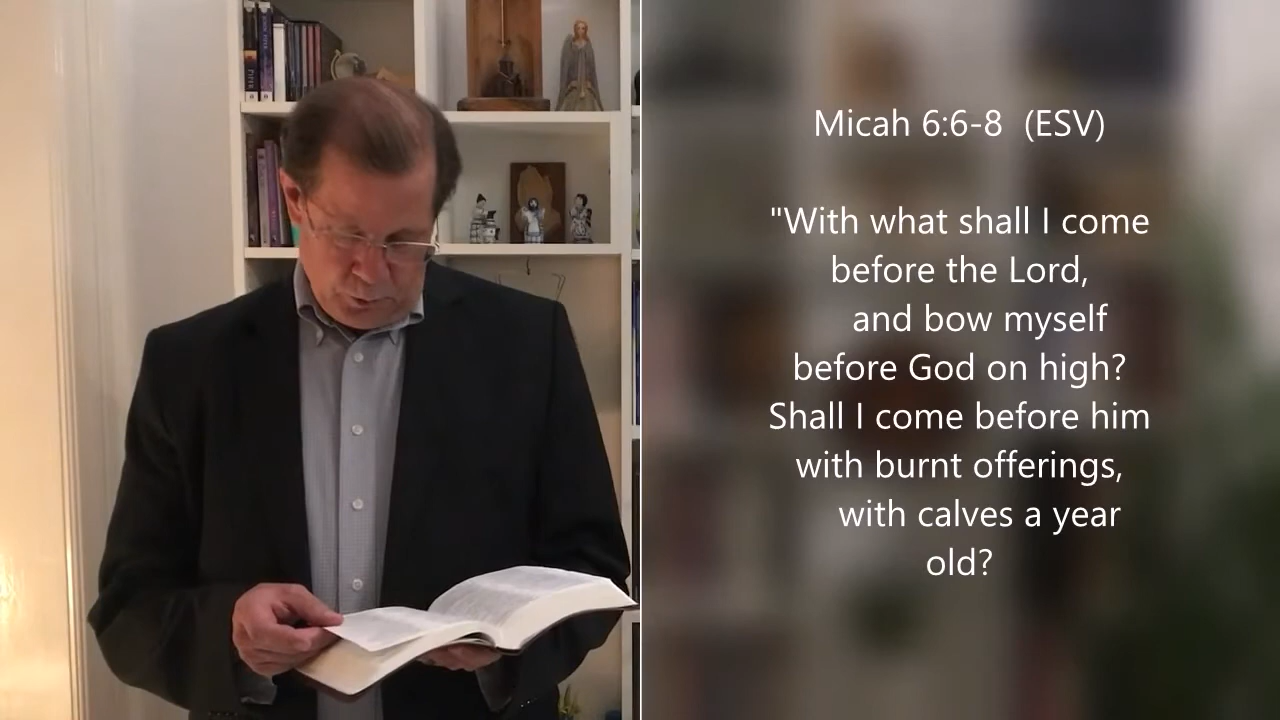 Micah 6:6-8 (ESV)
"With what shall I come
before the Lord,
and bow myself
before God on high?
Shall I come before him
with burnt offerings,
with calves a year
old?
PIPER